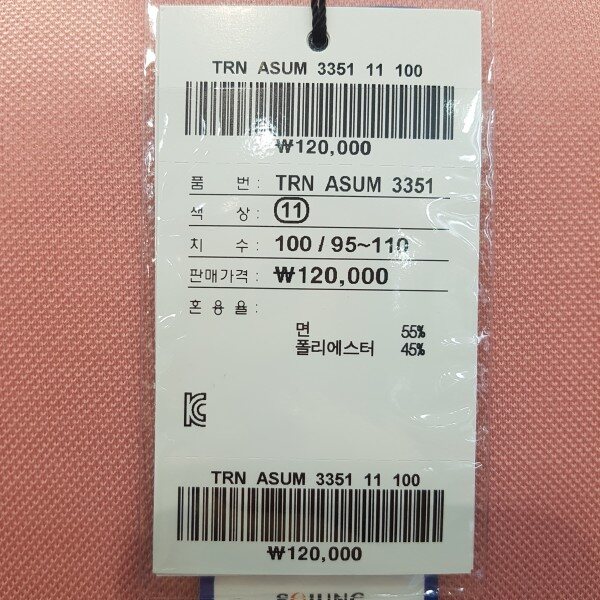 TRN ASUM 3351 11 100
₩120,000
품 번 : TRN ASUM 3351
색 상 : 11
치 수 : 100 / 95~110
판매가격 : ₩120,000
혼 용 율 :
면 55%
폴리에스터 45%
TRN ASUM 3351 11 100
₩120,000